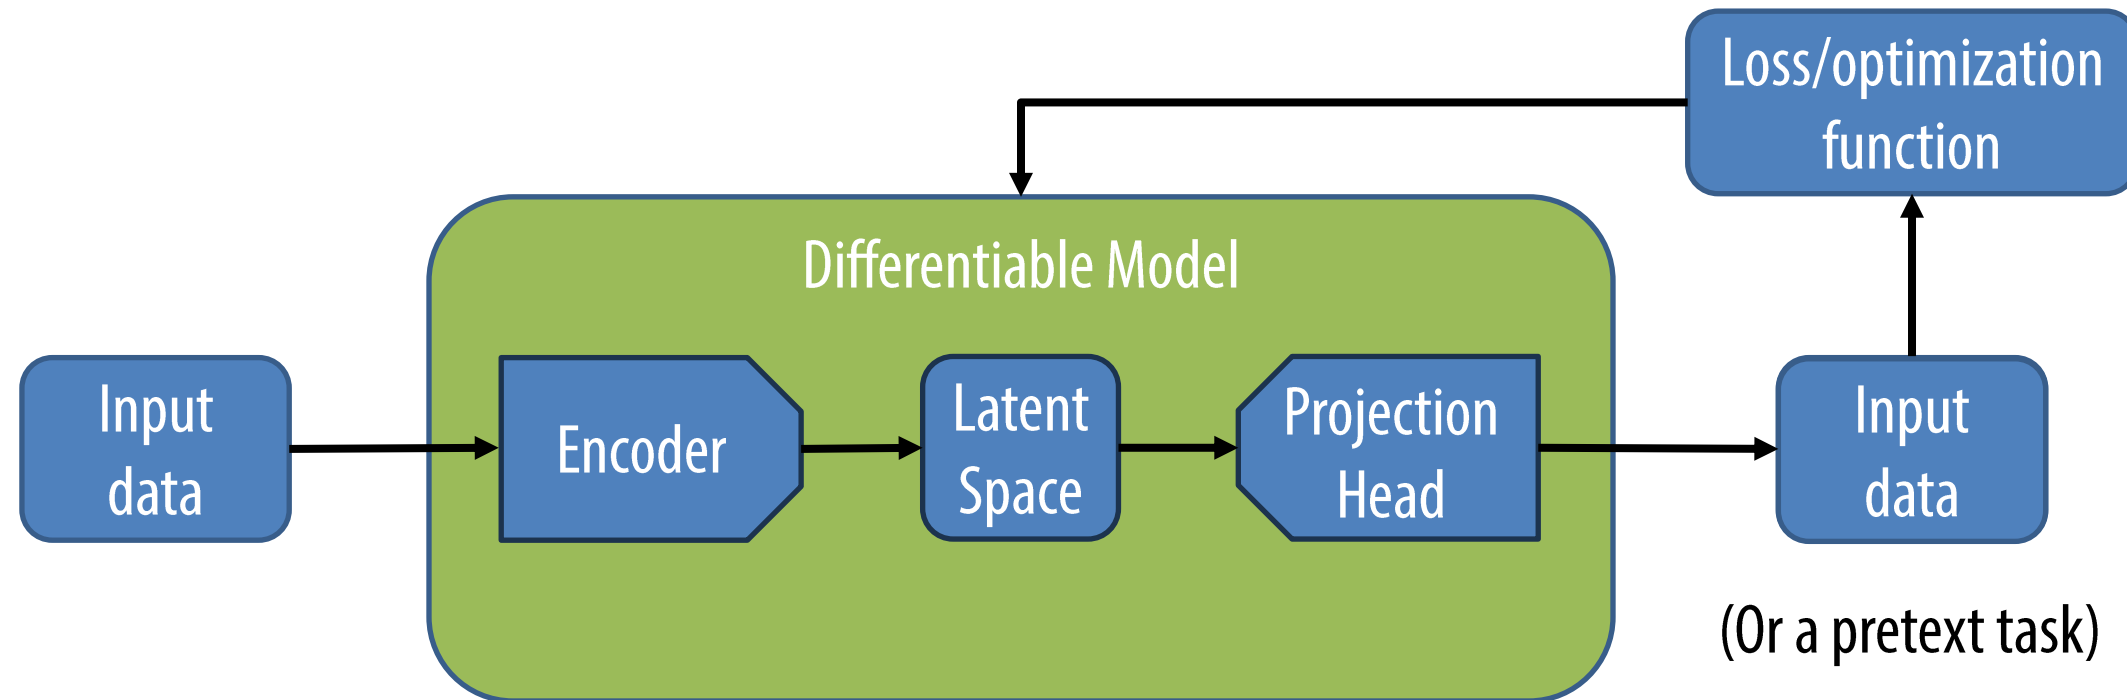 Loss/optimization
function
Differentiable Model
Input
data
Encoder
Latent
Space
Projection
Head
Input
data
(Or a pretext task)